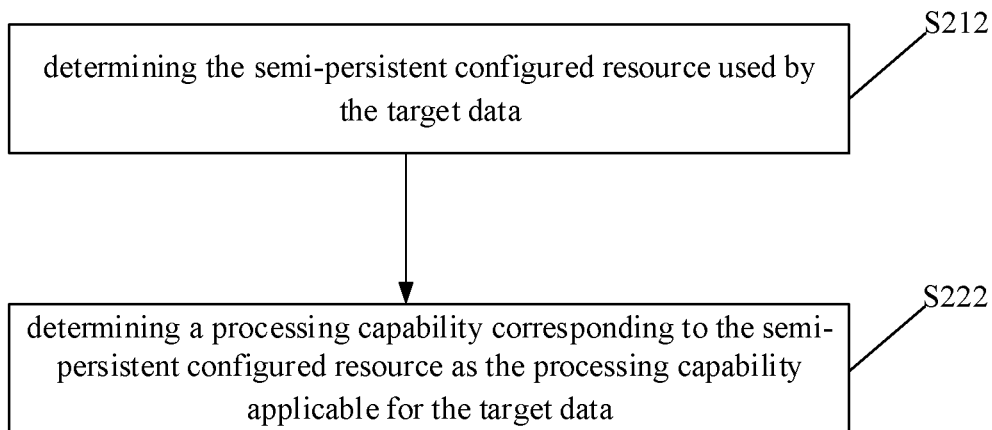 S212
determining the semi-persistent configured resource used by
the target data
S222
determining a processing capability corresponding to the semi-
persistent configured resource as the processing capability
applicable for the target data